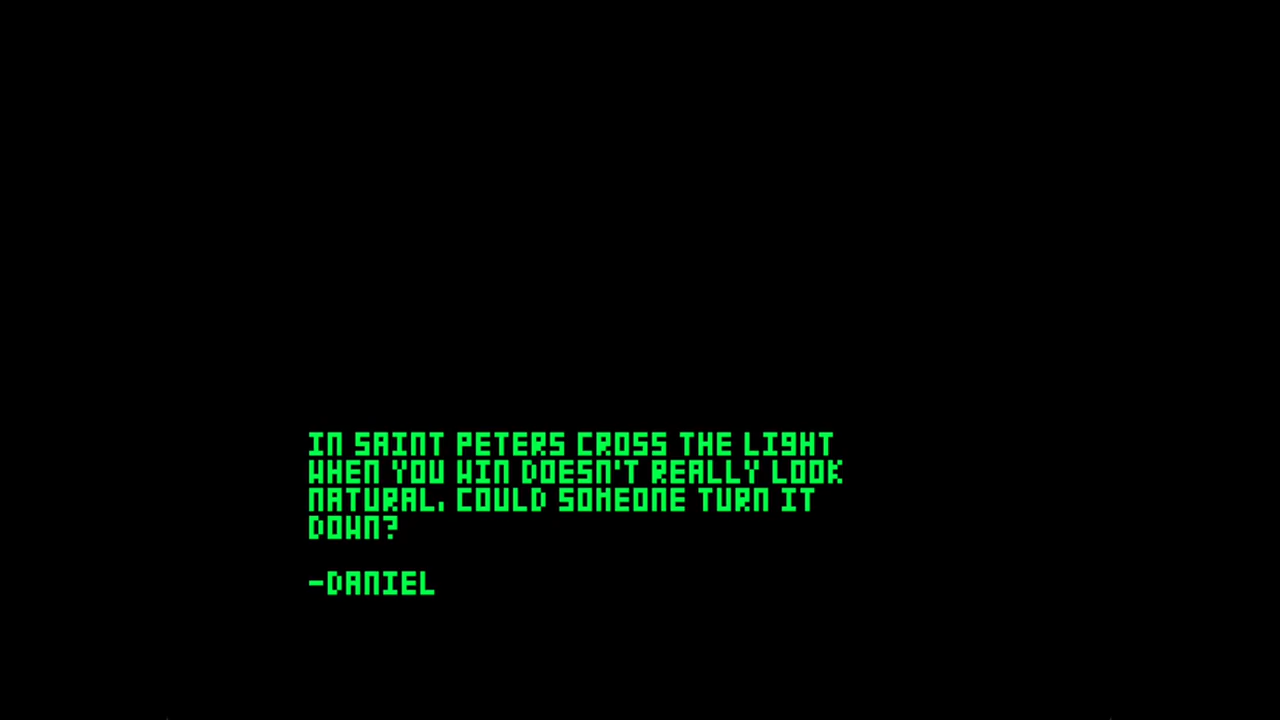 IN SAINT PETERS CROSS THE LIGHT
WHEN YOU WIN DOESN'T REALLY LOOK
NATURAL. COULD SOMEONE TURN IT
DOWN?
-DANIEL